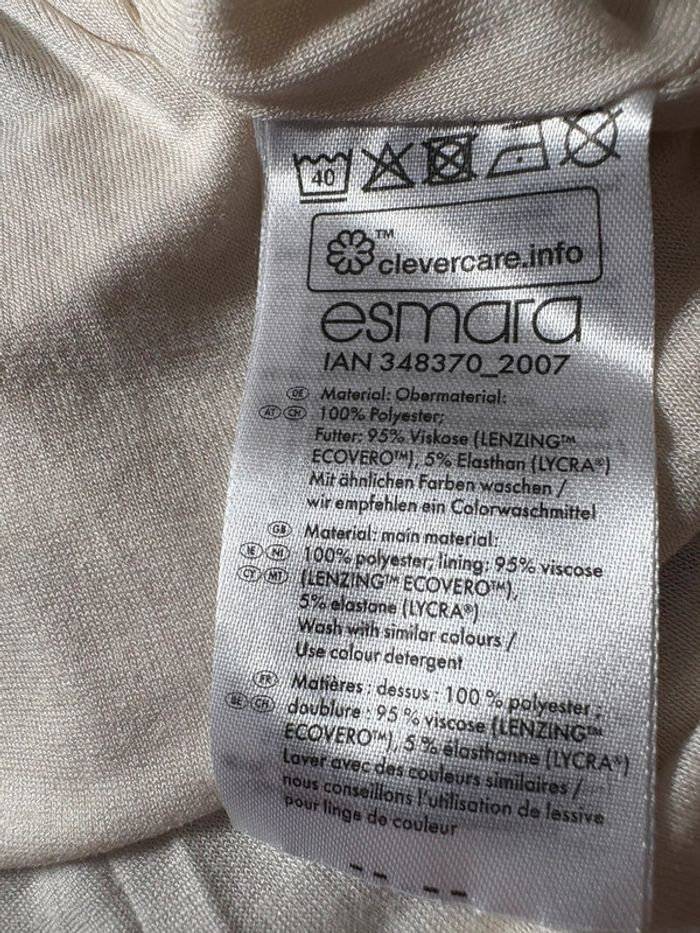 40
™
clevercare.info
esmara
IAN 348370_2007
DE Material: Obermaterial:
AT CH 100% Polyester;
Futter: 95% Viskose (LENZING™
ECOVERO™), 5% Elasthan (LYCRA®)
Mit ähnlichen Farben waschen /
wir empfehlen ein Colorwaschmittel
GB Material: main material:
IE NI 100% polyester; lining: 95% viscose
CY MT (LENZING™ ECOVERO™),
5% elastane (LYCRA®)
Wash with similar colours /
Use colour detergent
FR Matières : dessus : 100 % polyester ;
BE CH doublure : 95 % viscose (LENZING™
ECOVERO™), 5 % élasthanne (LYCRA®)
Laver avec des couleurs similaires /
nous conseillons l'utilisation de lessive
pour linge de couleur